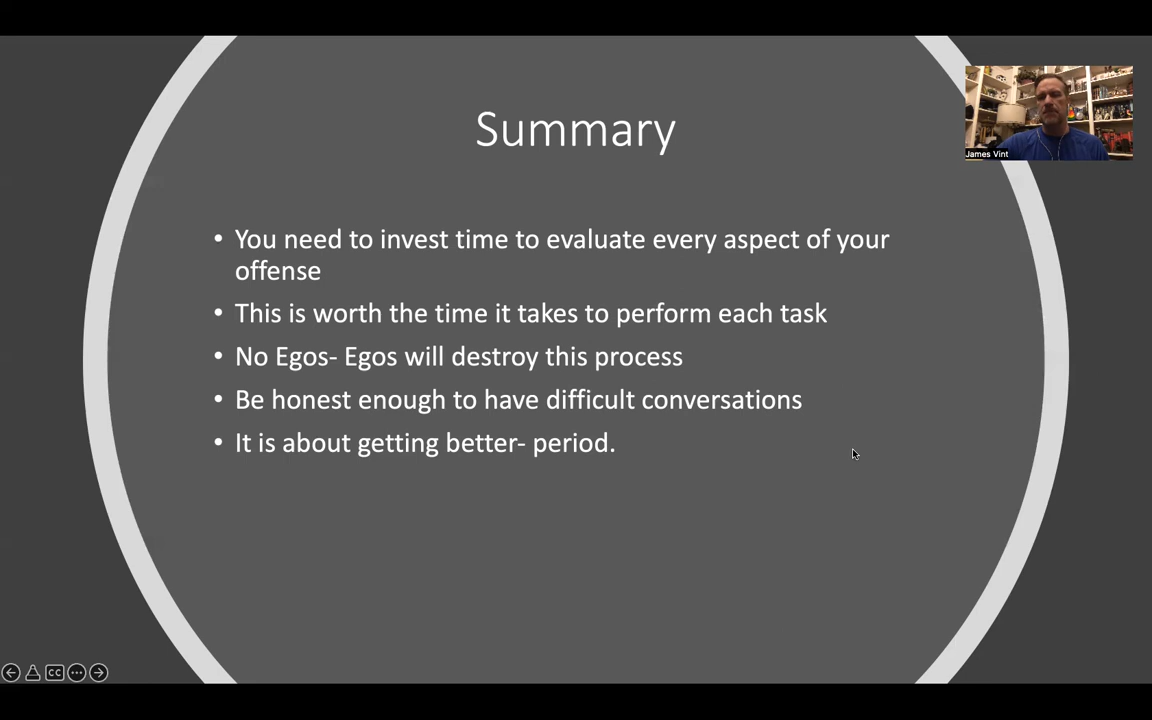 Summary
James Vint
• You need to invest time to evaluate every aspect of your
offense
• This is worth the time it takes to perform each task
• No Egos- Egos will destroy this process
• Be honest enough to have difficult conversations
• It is about getting better- period.
CC